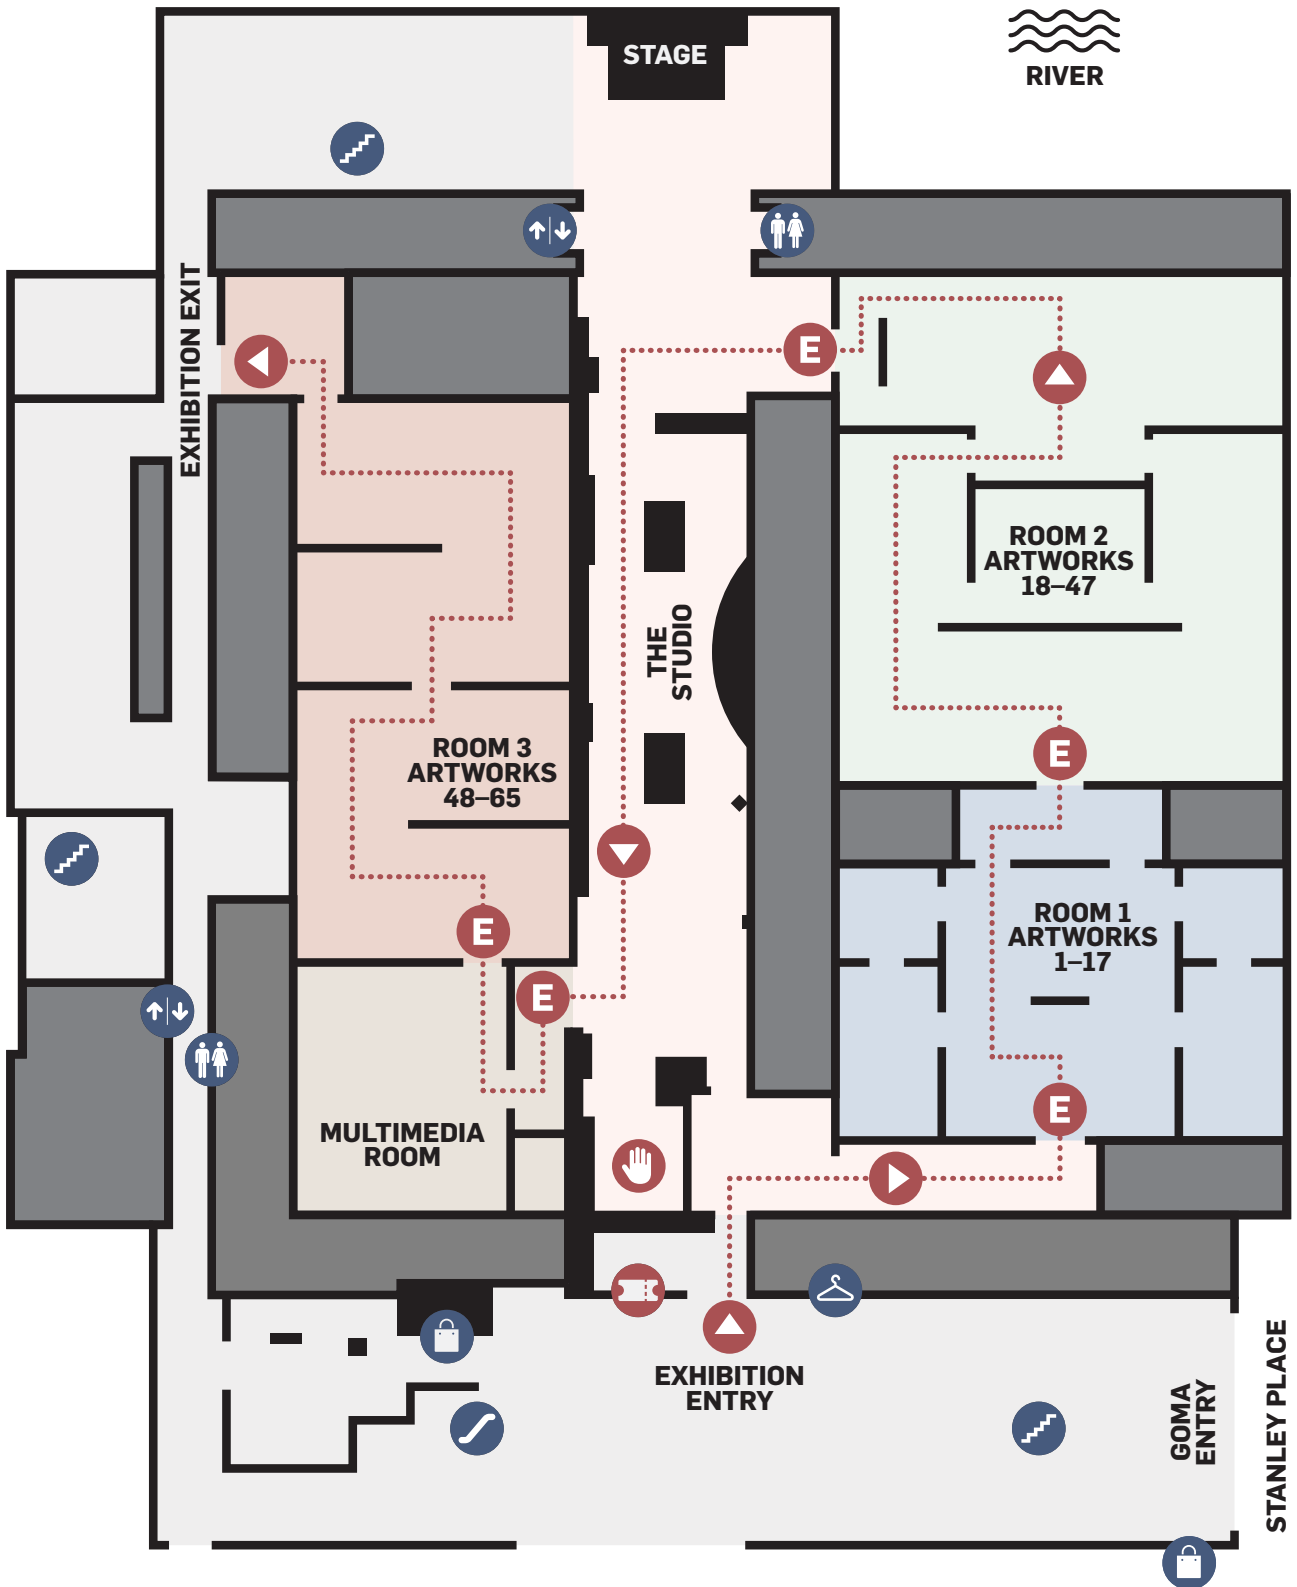 STAGE
RIVER
EXHIBITION EXIT
E
ROOM 2
ARTWORKS
18–47
THE
STUDIO
ROOM 3
ARTWORKS
48–65
E
E
ROOM 1
ARTWORKS
1–17
E
E
MULTIMEDIA
ROOM
EXHIBITION
ENTRY
GOMA
ENTRY
STANLEY PLACE